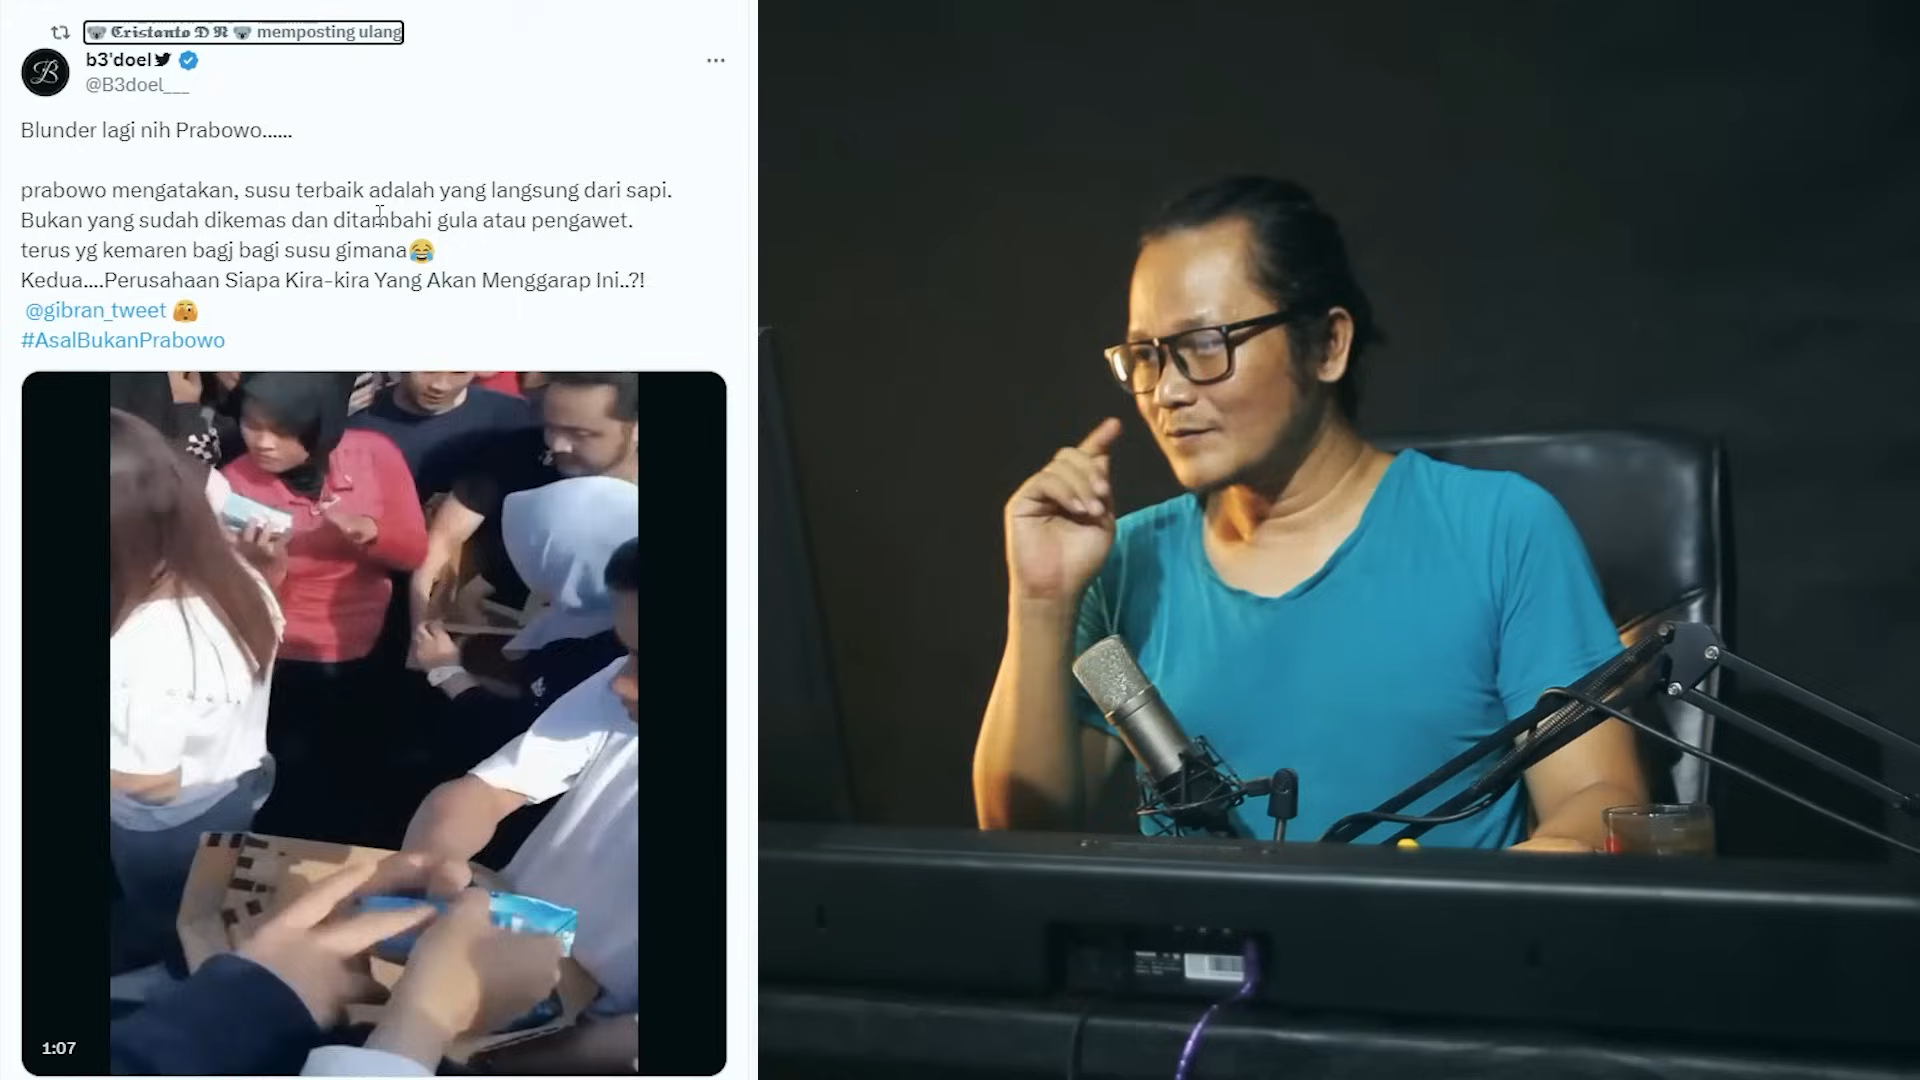 Cristanto D N memposting ulang
b3'doel
@B3doel___
Blunder lagi nih Prabowo......
prabowo mengatakan, susu terbaik adalah yang langsung dari sapi.
Bukan yang sudah dikemas dan ditambahi gula atau pengawet.
terus yg kemaren bagj bagi susu gimana😂
Kedua....Perusahaan Siapa Kira-kira Yang Akan Menggarap Ini..?!
@gibran_tweet 🫣
#AsalBukanPrabowo
1:07